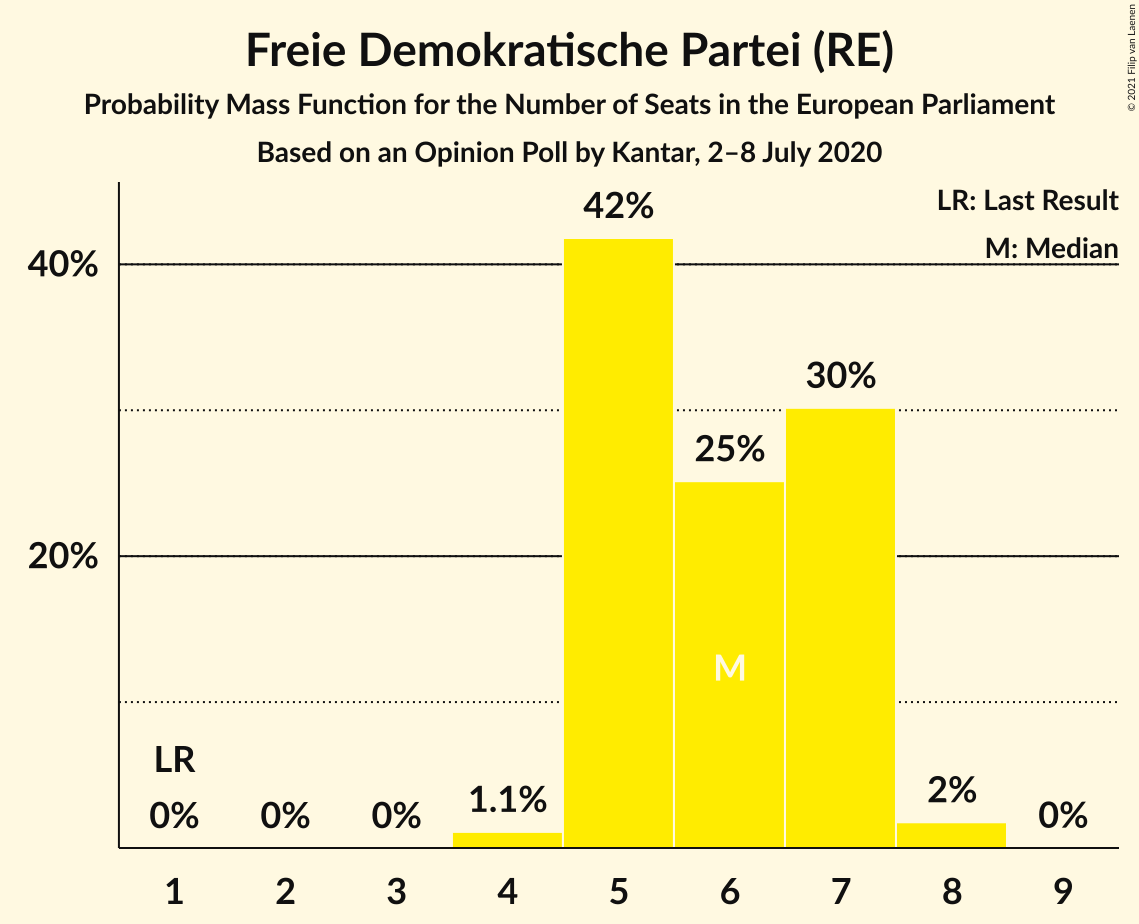 Freie Demokratische Partei (RE)
Probability Mass Function for the Number of Seats in the European Parliament
Based on an Opinion Poll by Kantar, 2–8 July 2020
© 2021 Filip van Laenen
LR: Last Result
M: Median
40%
20%
42%
30%
25%
M
LR
0%
0%
0%
1.1%
2%
0%
1 2 3 4 5 6 7 8 9